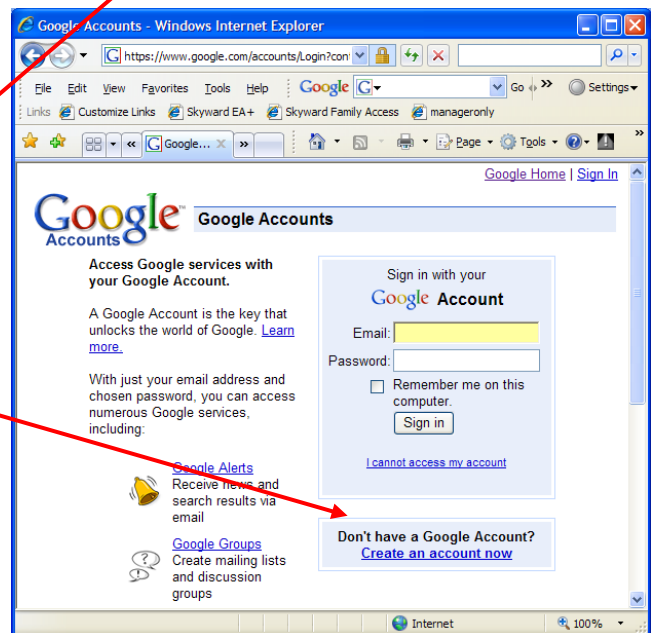 Google Accounts - Windows Internet Explorer
https://www.google.com/accounts/Login?con
File Edit View Favorites Tools Help Google G Go » Settings
Links Customize Links Skyward EA+ Skyward Family Access manageronly
« Google... » Page Tools »
Google Home | Sign In
Google™ Accounts
Google Accounts
Access Google services with
your Google Account.
A Google Account is the key that
unlocks the world of Google. Learn
more.
With just your email address and
chosen password, you can access
numerous Google services,
including:
Google Alerts
Receive news and
search results via
email
Google Groups
Create mailing lists
and discussion
groups
Sign in with your
Google Account
Email:
Password:
Remember me on this
computer.
Sign in
I cannot access my account
Don't have a Google Account?
Create an account now
Internet 100%